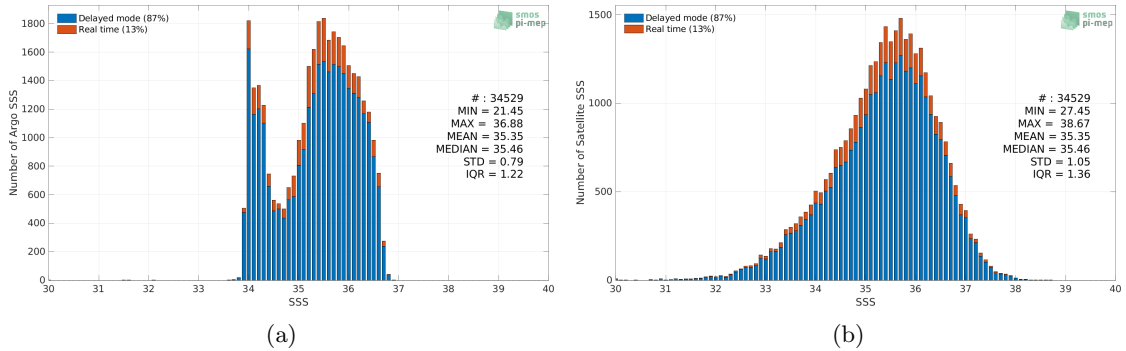 Delayed mode (87%)
Real time (13%)
smos
pi-mep
Number of Argo SSS
1800
1600
1400
1200
1000
800
600
400
200
0
# : 34529
MIN = 21.45
MAX = 36.88
MEAN = 35.35
MEDIAN = 35.46
STD = 0.79
IQR = 1.22
30 31 32 33 34 35 36 37 38 39 40
SSS
(a)
Delayed mode (87%)
Real time (13%)
smos
pi-mep
Number of Satellite SSS
1500
1000
500
0
# : 34529
MIN = 27.45
MAX = 38.67
MEAN = 35.35
MEDIAN = 35.46
STD = 1.05
IQR = 1.36
30 31 32 33 34 35 36 37 38 39 40
SSS
(b)